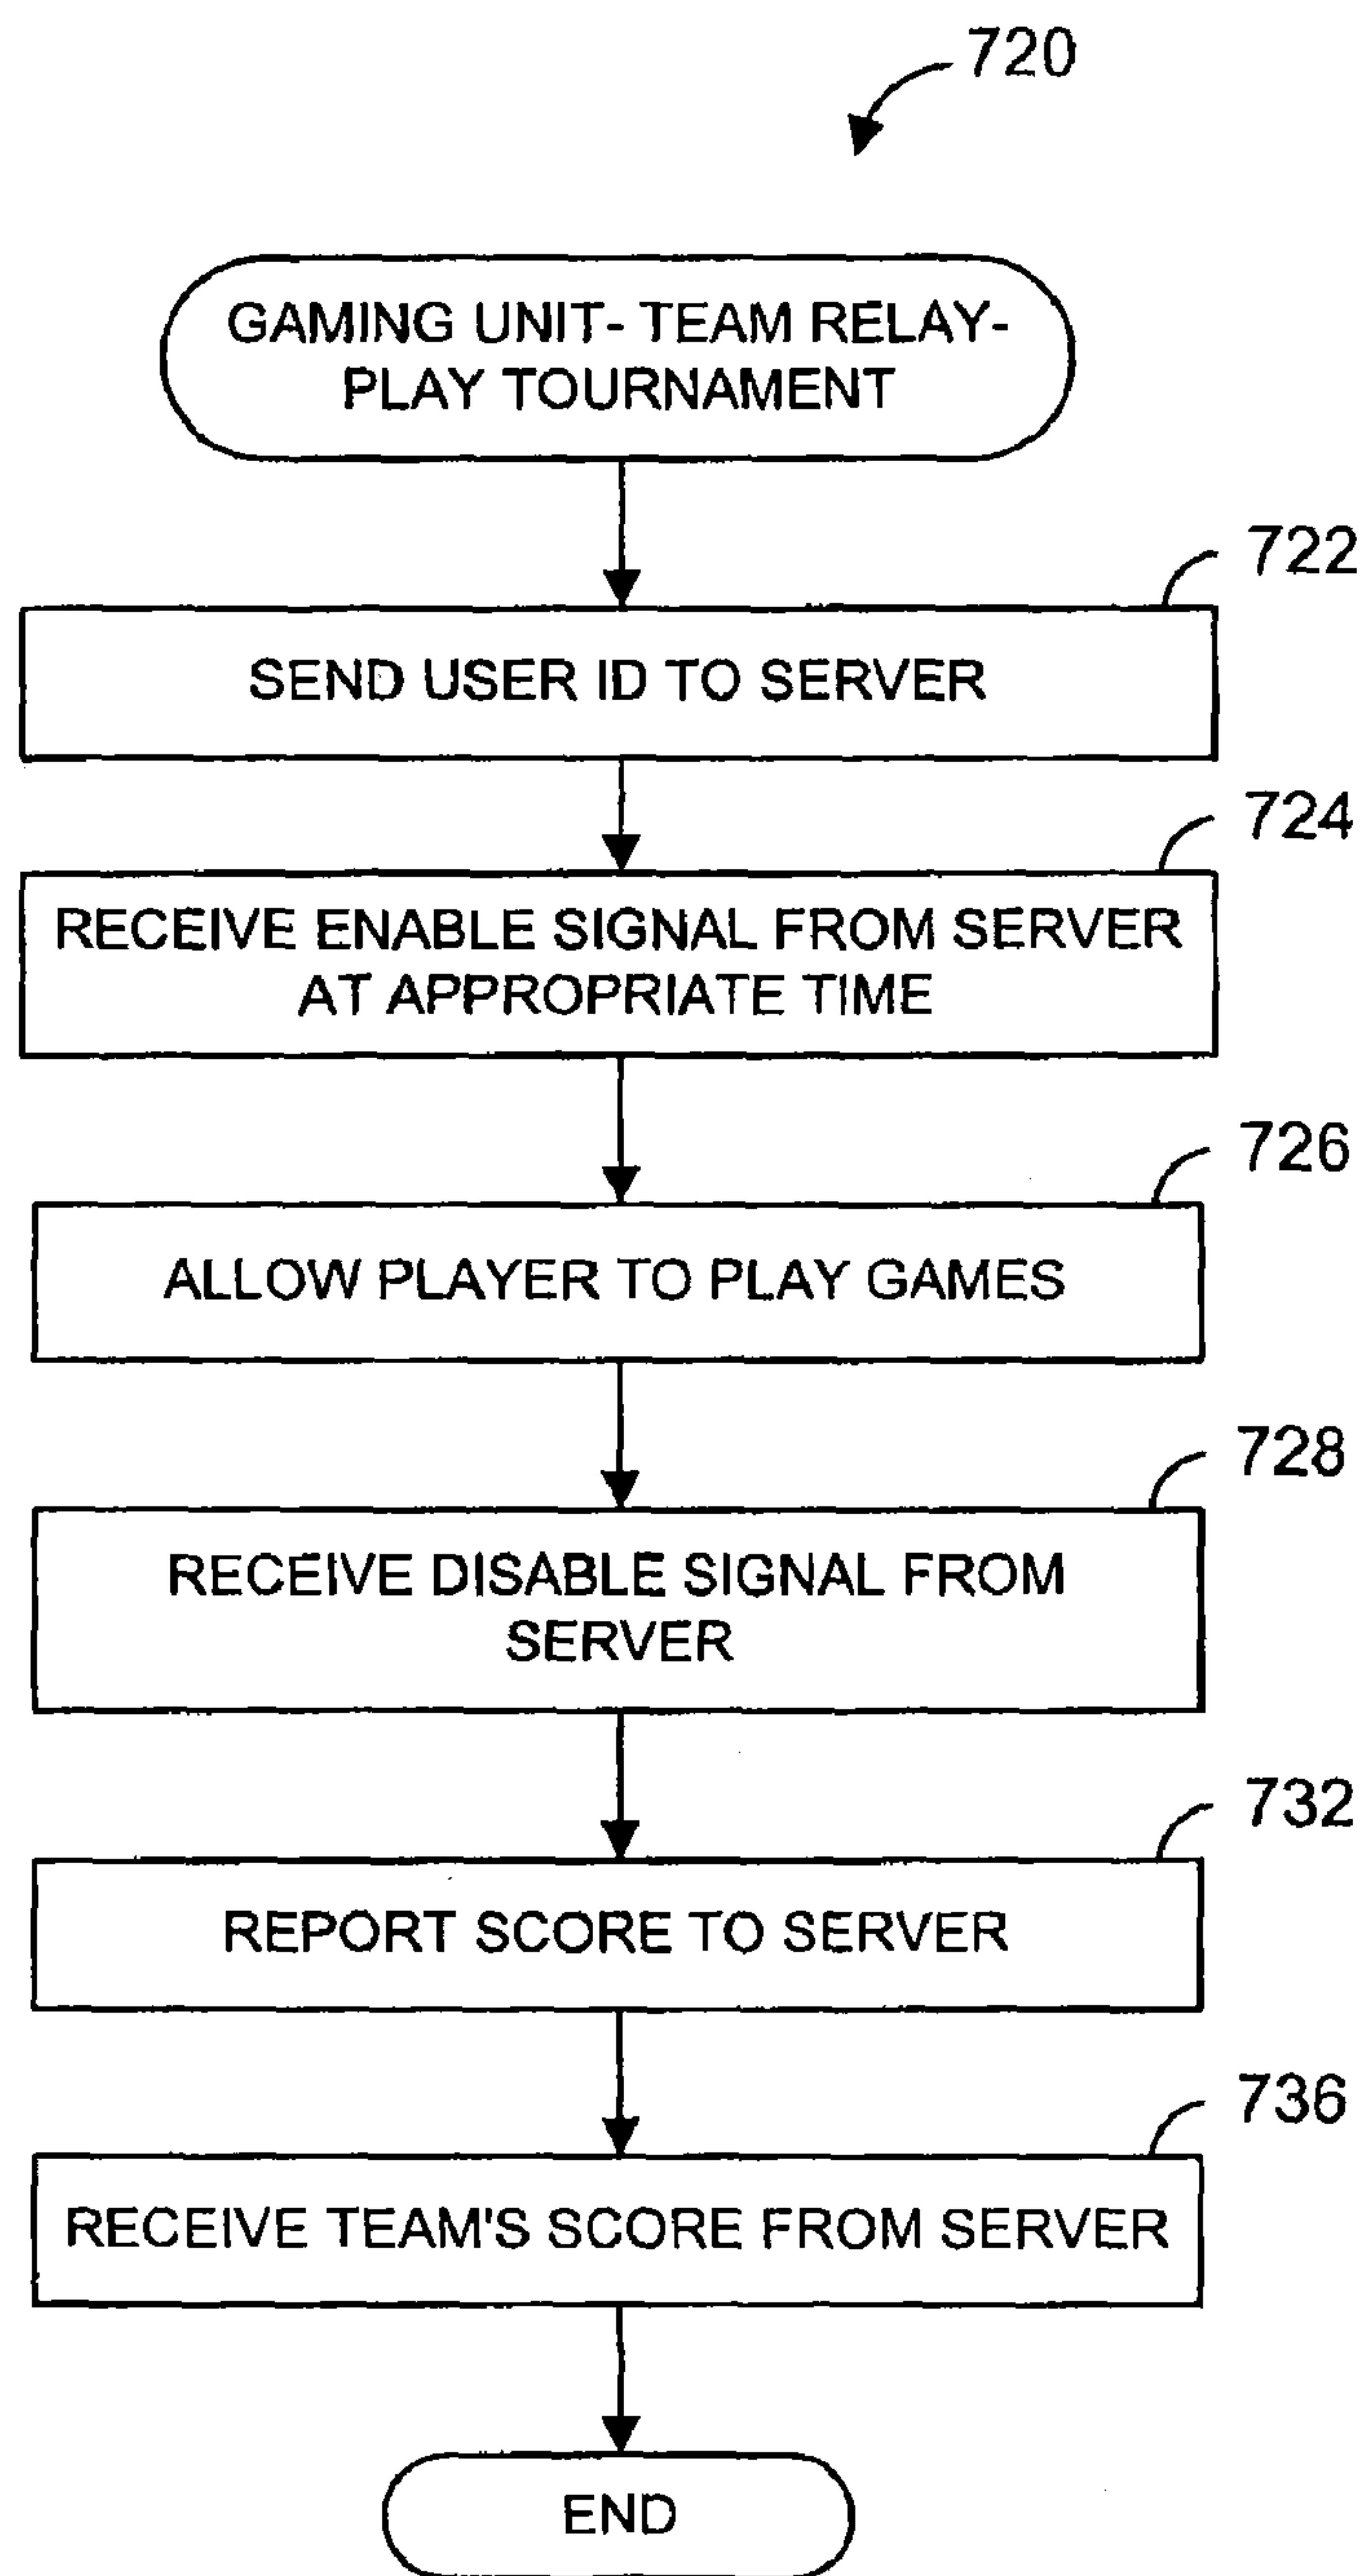 720
GAMING UNIT- TEAM RELAY-
PLAY TOURNAMENT
722
SEND USER ID TO SERVER
724
RECEIVE ENABLE SIGNAL FROM SERVER
AT APPROPRIATE TIME
726
ALLOW PLAYER TO PLAY GAMES
728
RECEIVE DISABLE SIGNAL FROM
SERVER
732
REPORT SCORE TO SERVER
736
RECEIVE TEAM'S SCORE FROM SERVER
END